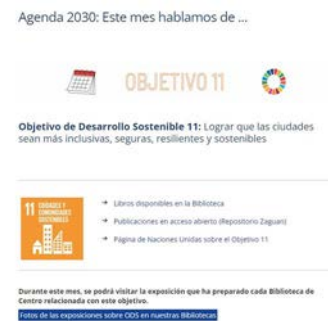 Agenda 2030: Este mes hablamos de ...
OBJETIVO 11
Objetivo de Desarrollo Sostenible 11: Lograr que las ciudades
sean más inclusivas, seguras, resilientes y sostenibles
11 CIUDADES Y
COMUNIDADES
SOSTENIBLES
→ Libros disponibles en la Biblioteca
→ Publicaciones en acceso abierto (Repositorio Zaguan)
→ Página de Naciones Unidas sobre el Objetivo 11
Durante este mes, se podrá visitar la exposición que ha preparado cada Biblioteca de
Centro relacionada con este objetivo.
Fotos de las exposiciones sobre ODS en nuestras Bibliotecas